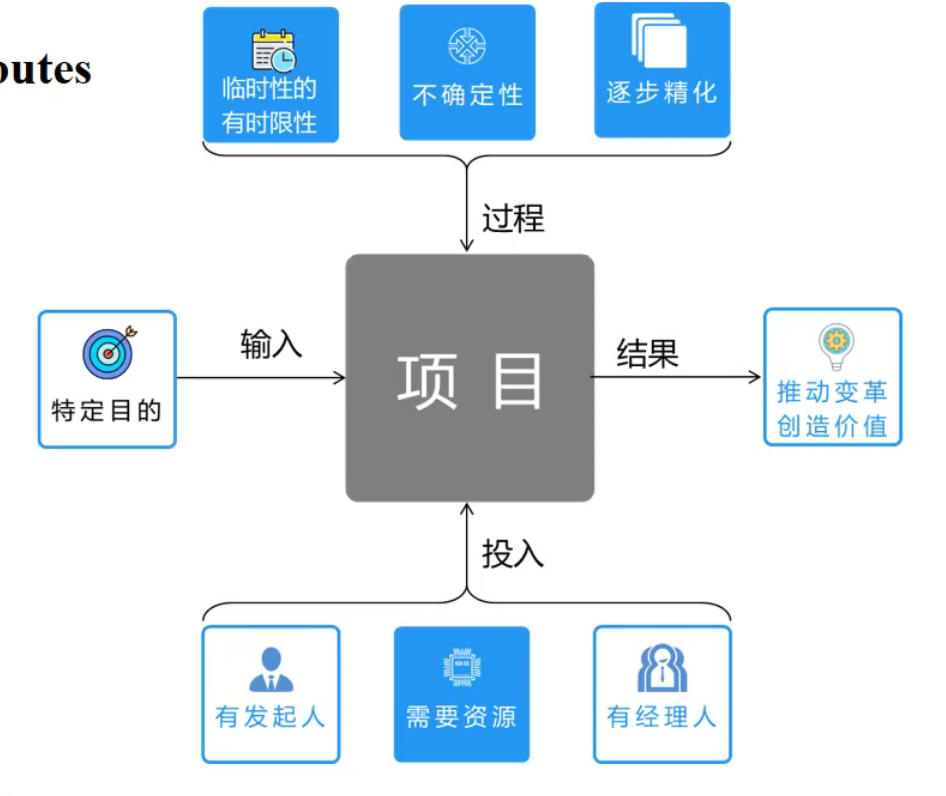 临时性的
有时限性
不确定性
逐步精化
过程
特定目的
输入
项目
结果
推动变革
创造价值
投入
有发起人
需要资源
有经理人